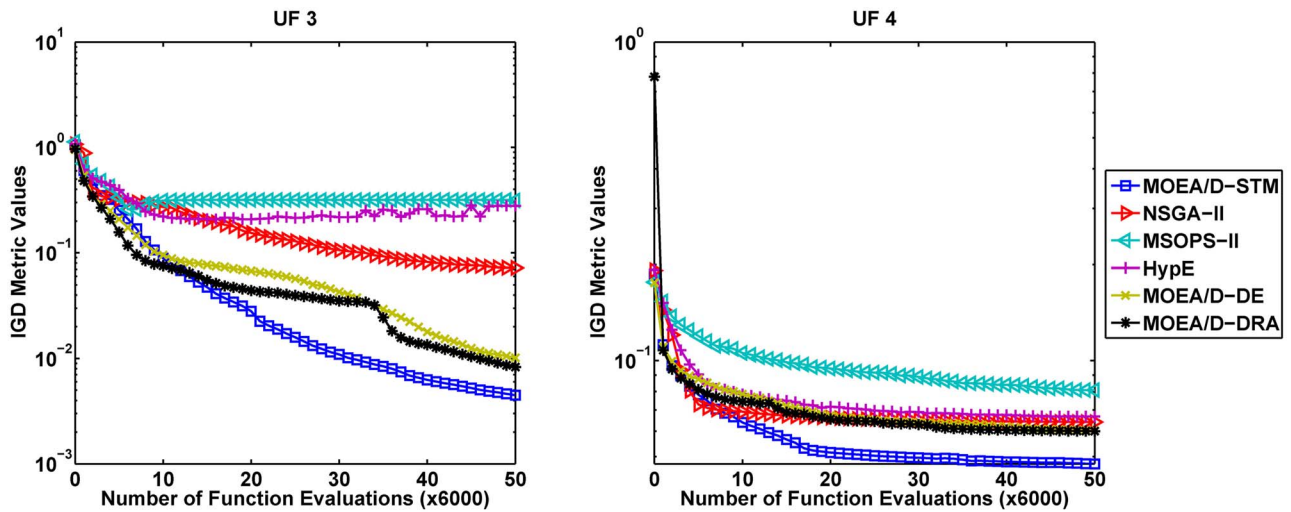 UF 3
IGD Metric Values
10^1
10^0
10^−1
10^−2
10^−3
0 10 20 30 40 50
Number of Function Evaluations (x6000)
UF 4
IGD Metric Values
10^0
10^−1
0 10 20 30 40 50
Number of Function Evaluations (x6000)
MOEA/D−STM
NSGA−II
MSOPS−II
HypE
MOEA/D−DE
MOEA/D−DRA